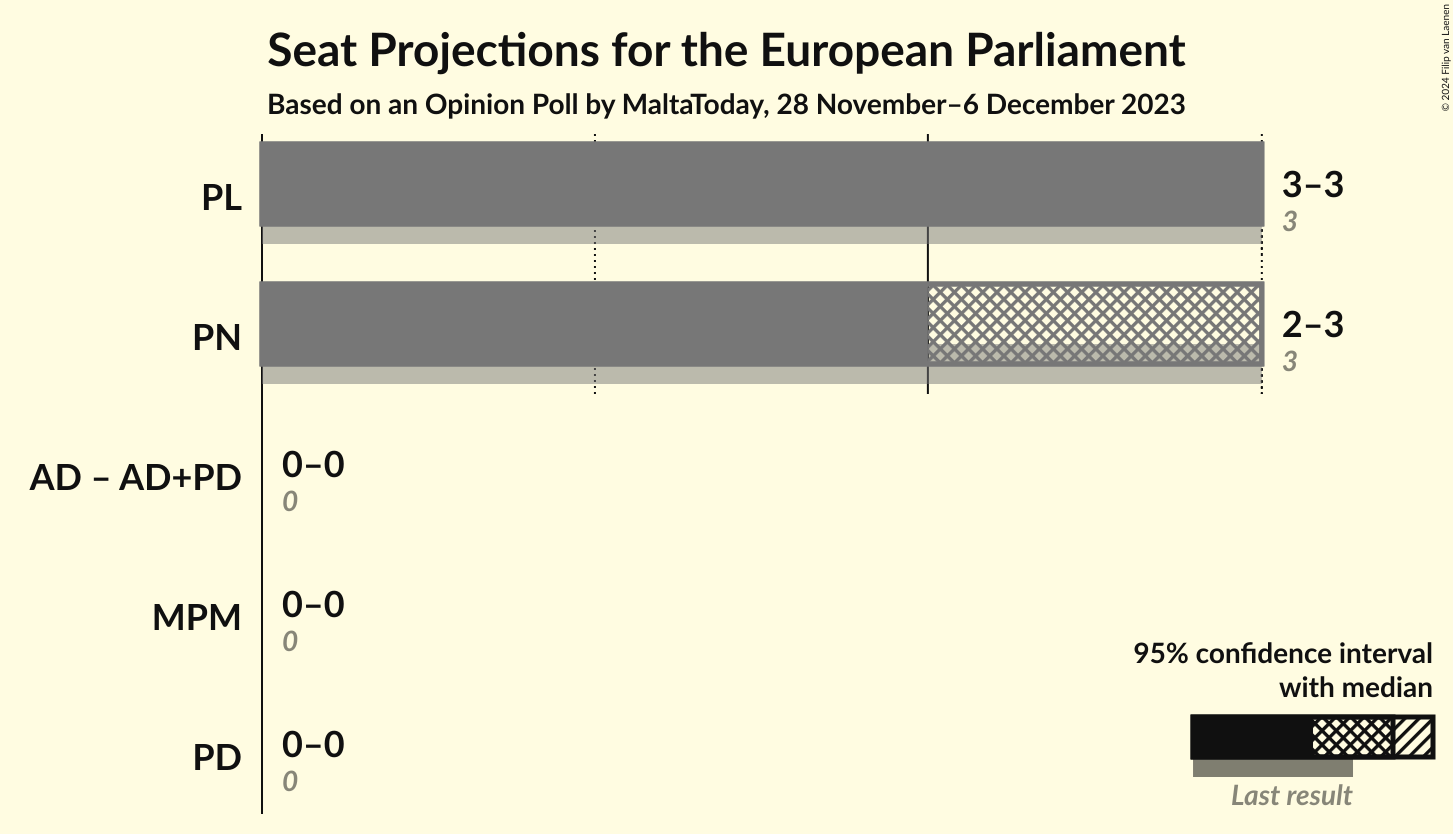 Seat Projections for the European Parliament
Based on an Opinion Poll by MaltaToday, 28 November–6 December 2023
© 2024 Filip van Laenen
PL
3–3
3
PN
2–3
3
AD – AD+PD
0–0
0
MPM
0–0
0
PD
0–0
0
95% confidence interval
with median
Last result